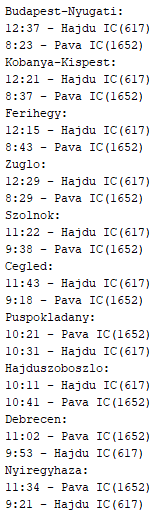 Budapest-Nyugati:
12:37 - Hajdu IC(617)
8:23 - Pava IC(1652)
Kobanya-Kispest:
12:21 - Hajdu IC(617)
8:37 - Pava IC(1652)
Ferihegy:
12:15 - Hajdu IC(617)
8:43 - Pava IC(1652)
Zuglo:
12:29 - Hajdu IC(617)
8:29 - Pava IC(1652)
Szolnok:
11:22 - Hajdu IC(617)
9:38 - Pava IC(1652)
Cegled:
11:43 - Hajdu IC(617)
9:18 - Pava IC(1652)
Puspokladany:
10:21 - Pava IC(1652)
10:31 - Hajdu IC(617)
Hajduszoboszlo:
10:11 - Hajdu IC(617)
10:41 - Pava IC(1652)
Debrecen:
11:02 - Pava IC(1652)
9:53 - Hajdu IC(617)
Nyiregyhaza:
11:34 - Pava IC(1652)
9:21 - Hajdu IC(617)